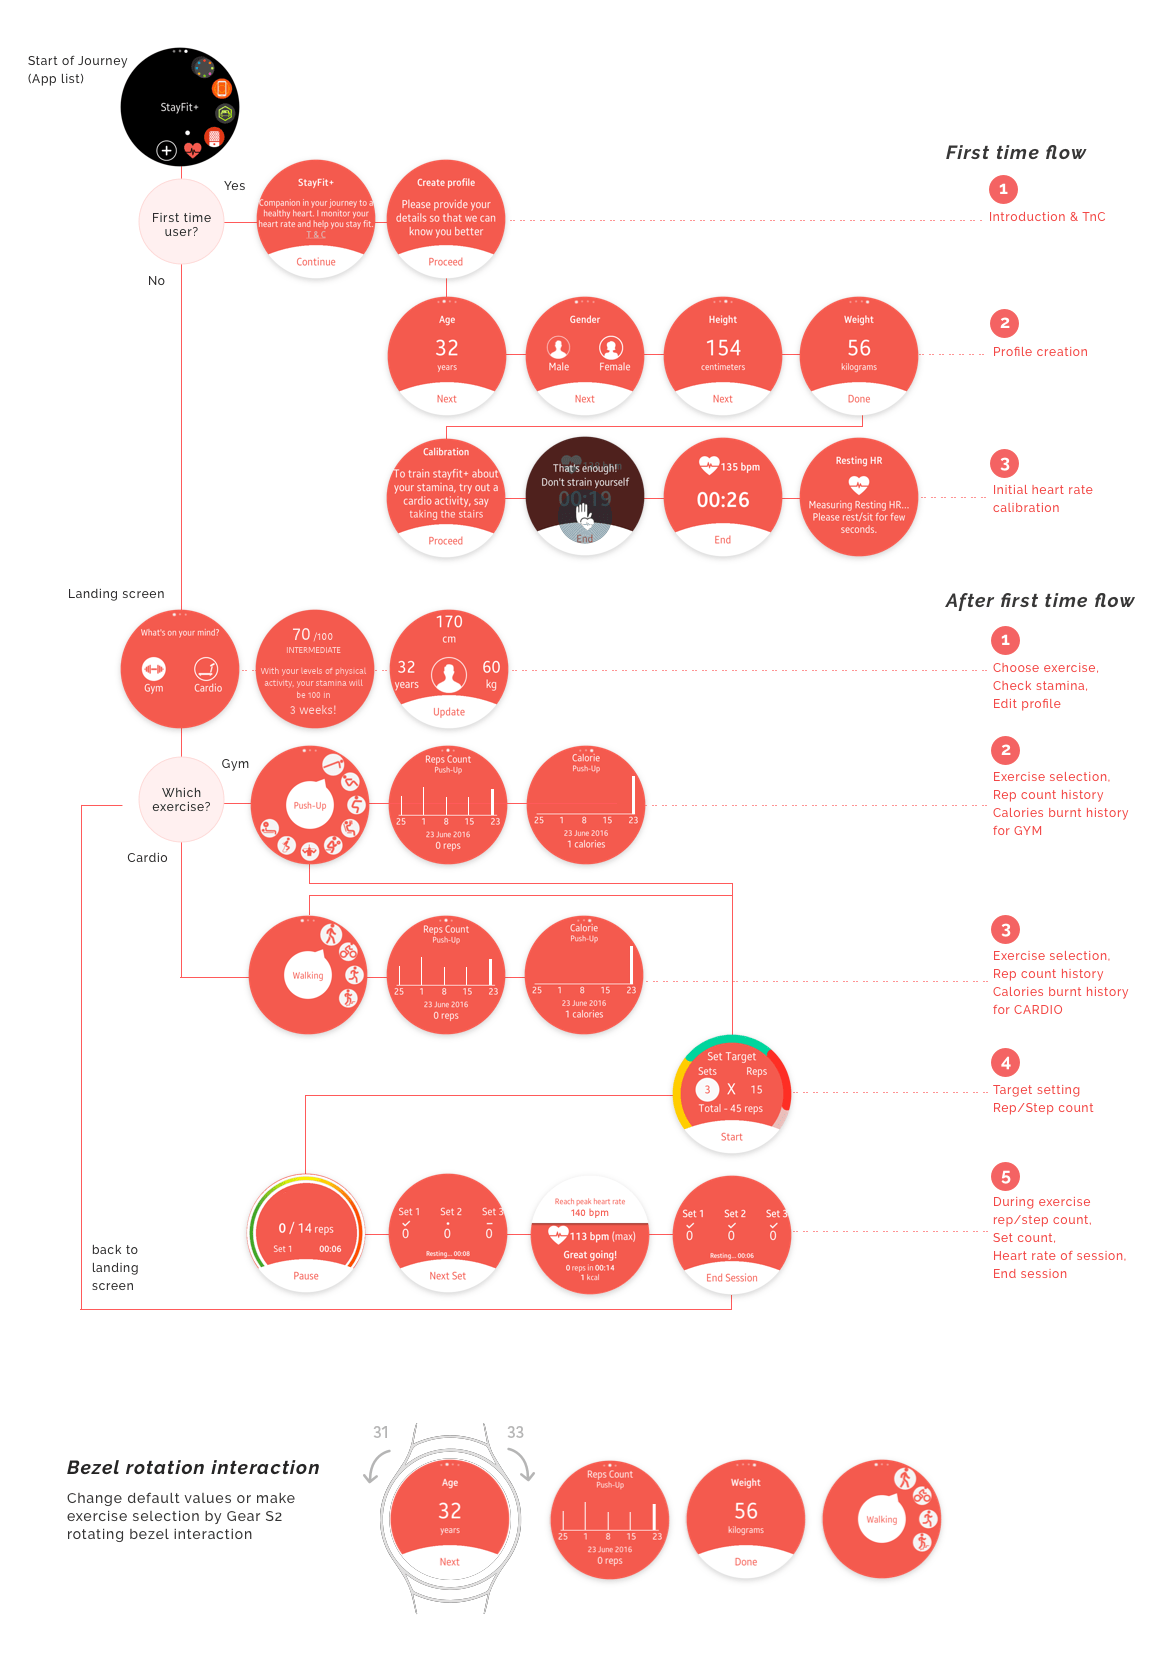 Start of Journey
(App list)
StayFit+
First time flow
First time
user?
Yes
No
StayFit+
Companion in your journey to a
healthy heart. I monitor your
heart rate and help you stay fit.
T & C
Continue
Create profile
Please provide your
details so that we can
know you better
Proceed
1
Introduction & TnC
Age
32
years
Next
Gender
Male
Female
Next
Height
154
centimeters
Next
Weight
56
kilograms
Done
2
Profile creation
Calibration
To train stayfit+ about
your stamina, try out a
cardio activity, say
taking the stairs
Proceed
That's enough!
Don't strain yourself
00:19
End
135 bpm
00:26
End
Resting HR
Measuring Resting HR...
Please rest/sit for few
seconds.
3
Initial heart rate
calibration
Landing screen
After first time flow
What's on your mind?
Gym
Cardio
70 /100
INTERMEDIATE
With your levels of physical
activity, your stamina will
be 100 in
3 weeks!
170
cm
32
years
60
kg
Update
1
Choose exercise,
Check stamina,
Edit profile
Which
exercise?
Gym
Cardio
Push-Up
Reps Count
Push-Up
25 1 8 15 23
23 June 2016
0 reps
Calorie
Push-Up
25 1 8 15 23
23 June 2016
1 calories
2
Exercise selection,
Rep count history
Calories burnt history
for GYM
Walking
Reps Count
Push-Up
25 1 8 15 23
23 June 2016
0 reps
Calorie
Push-Up
25 1 8 15 23
23 June 2016
1 calories
3
Exercise selection,
Rep count history
Calories burnt history
for CARDIO
Set Target
Sets Reps
3 X 15
Total - 45 reps
Start
4
Target setting
Rep/Step count
0 / 14 reps
Set 1 00:06
Pause
Set 1 Set 2 Set 3
0 0 0
Resting... 00:08
Next Set
Reach peak heart rate
140 bpm
113 bpm (max)
Great going!
0 reps in 00:14
1 kcal
Set 1 Set 2 Set 3
0 0 0
Resting... 00:06
End Session
5
During exercise
rep/step count,
Set count,
Heart rate of session,
End session
back to
landing
screen
Bezel rotation interaction
Change default values or make
exercise selection by Gear S2
rotating bezel interaction
31
33
Age
32
years
Next
Reps Count
Push-Up
25 1 8 15 23
23 June 2016
0 reps
Weight
56
kilograms
Done
Walking